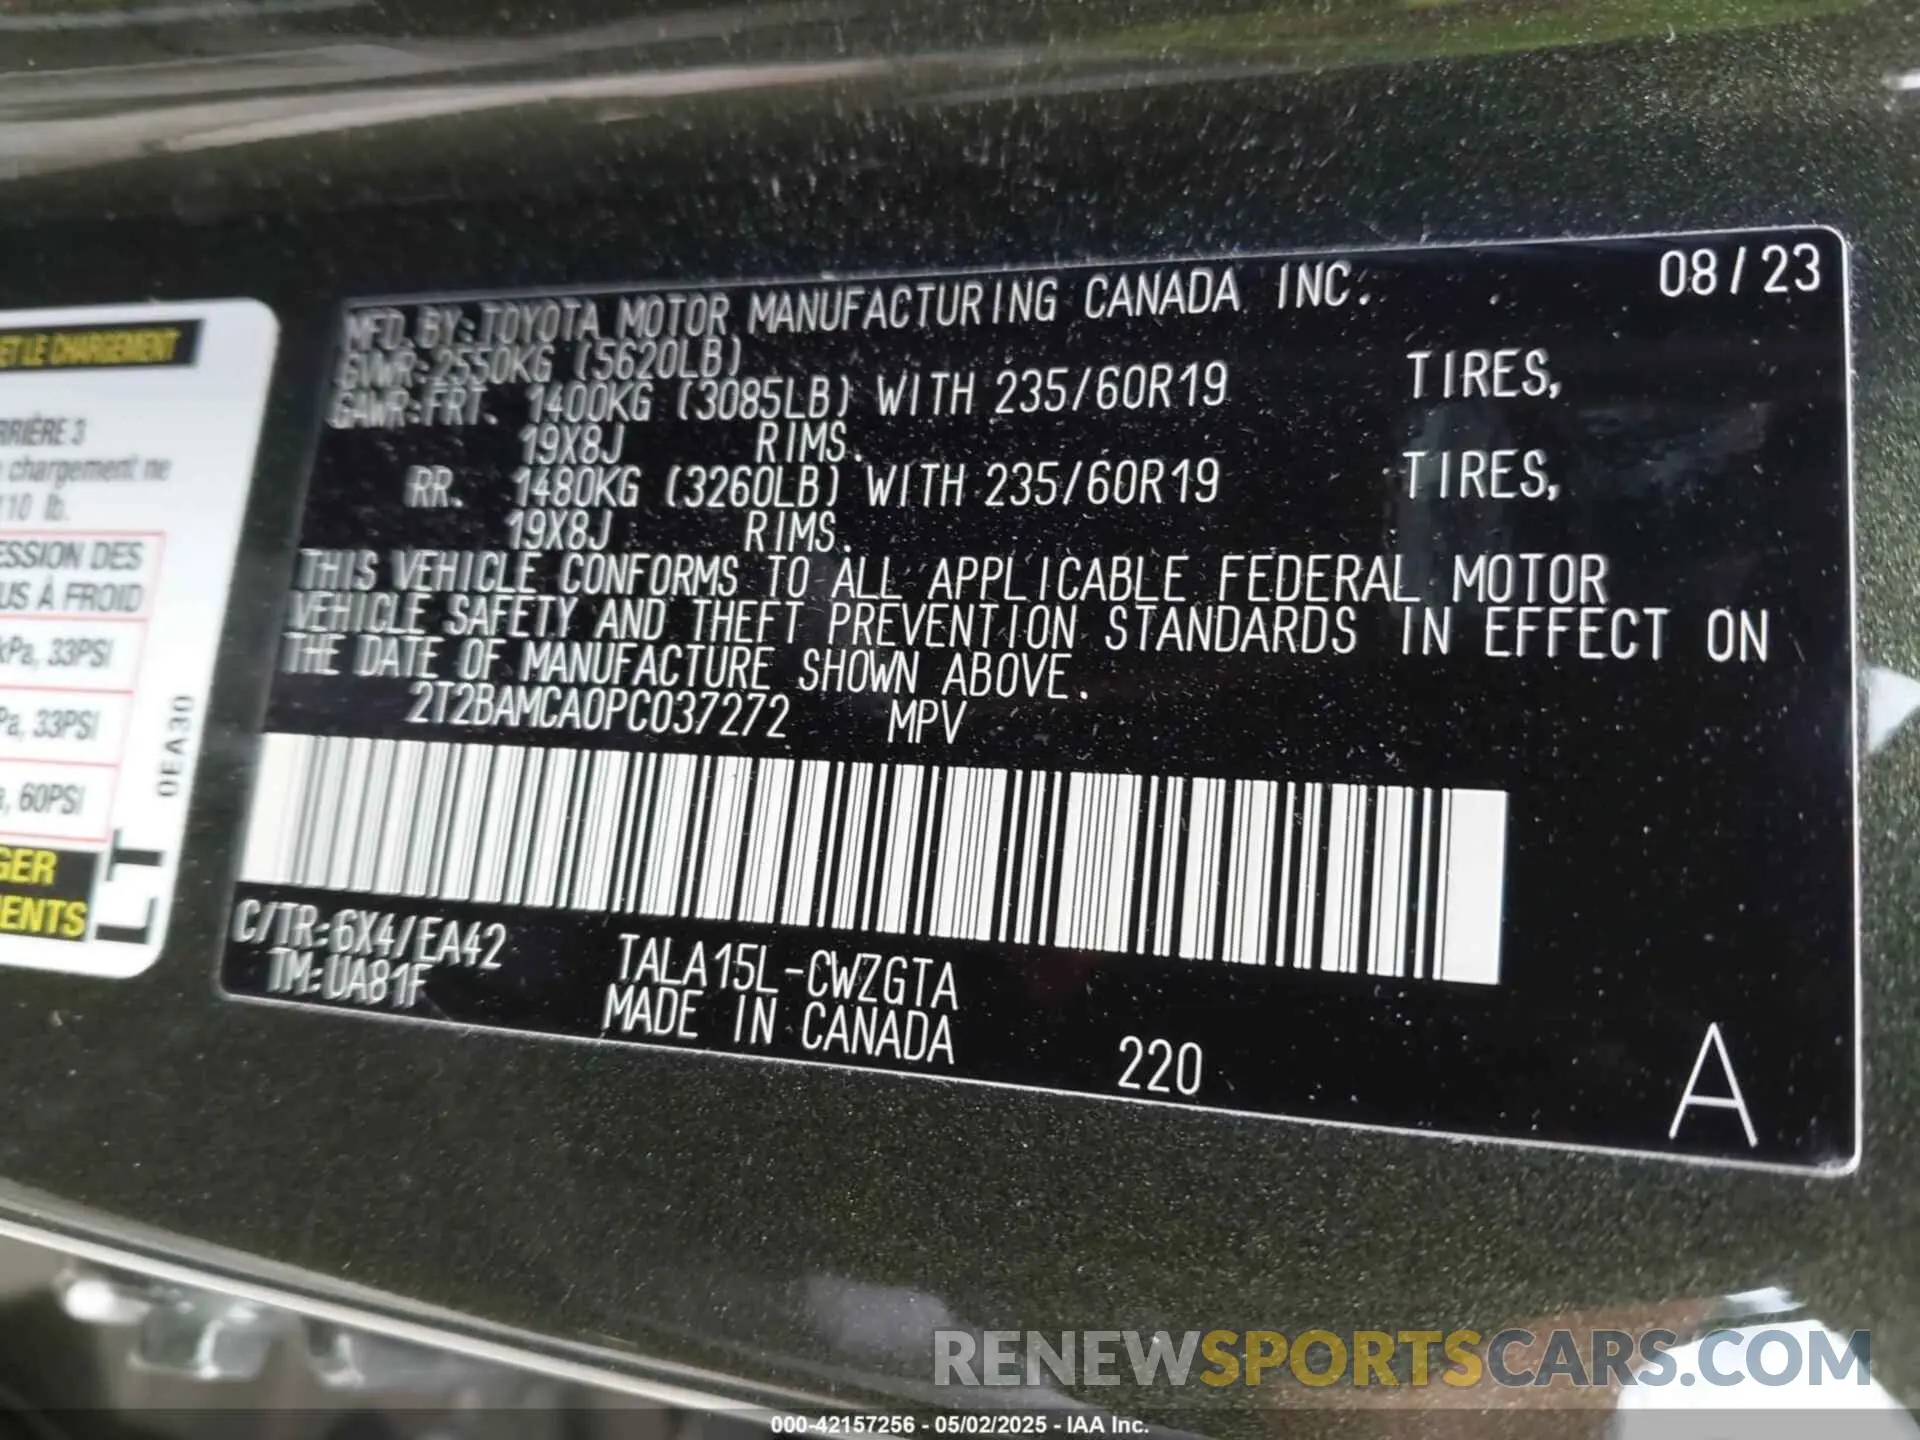 ET LE CHARGEMENT
RRIÈRE 3
chargement ne
110 lb.
ESSION DES
US À FROID
kPa, 33PSI
Pa, 33PSI
, 60PSI
GER
ENTS
0EA30
LT
08/23
MFD. BY: TOYOTA MOTOR MANUFACTURING CANADA INC.
GVWR: 2550KG (5620LB)
GAWR: FRT. 1400KG (3085LB) WITH 235/60R19 TIRES,
19X8J RIMS.
RR. 1480KG (3260LB) WITH 235/60R19 TIRES,
19X8J RIMS.
THIS VEHICLE CONFORMS TO ALL APPLICABLE FEDERAL MOTOR
VEHICLE SAFETY AND THEFT PREVENTION STANDARDS IN EFFECT ON
THE DATE OF MANUFACTURE SHOWN ABOVE.
2T2BAMCA0PC037272 MPV
C/TR: 6X4/EA42 TALA15L-CWZGTA
TM: UA81F MADE IN CANADA
220
A
RENEWSPORTSCARS.COM
000-42157256 - 05/02/2025 - IAA Inc.